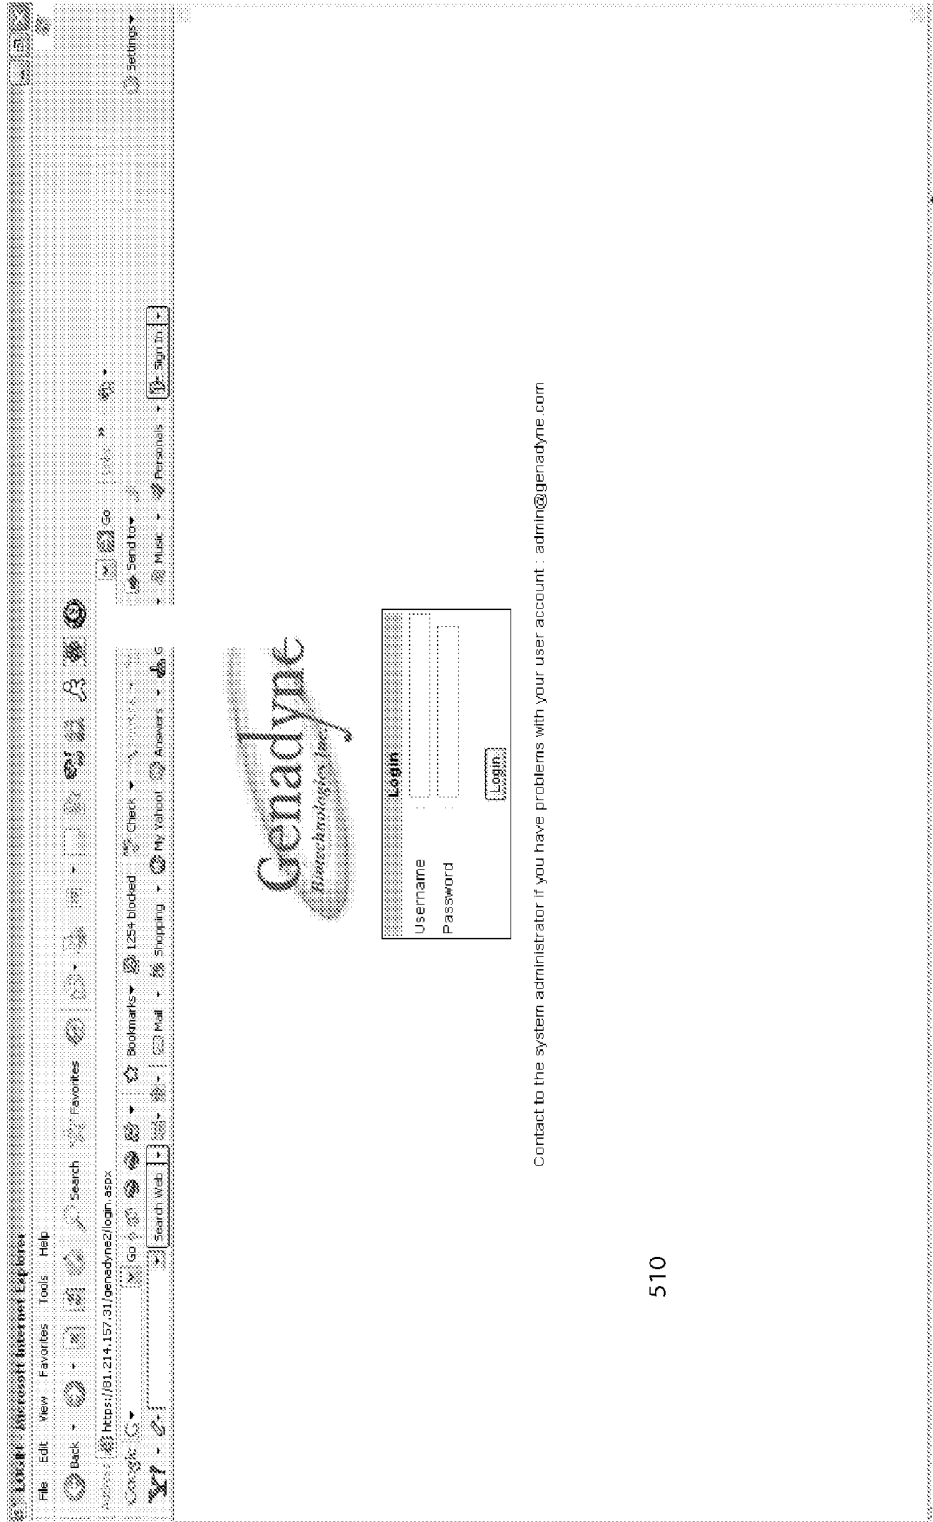 LOGIN - Microsoft Internet Explorer
File Edit View Favorites Tools Help
Back Search Favorites
Address https://81.214.157.31/genadyne2/login.aspx Go
Google G Go Bookmarks 1254 blocked Check Send to Settings
Y! Search Web Mail Shopping My Yahoo! Answers G Music Personals Sign In
Genadyne
Biotechnologies, Inc.
Login
Username :
Password :
Login
Contact to the system administrator if you have problems with your user account : admin@genadyne.com
510